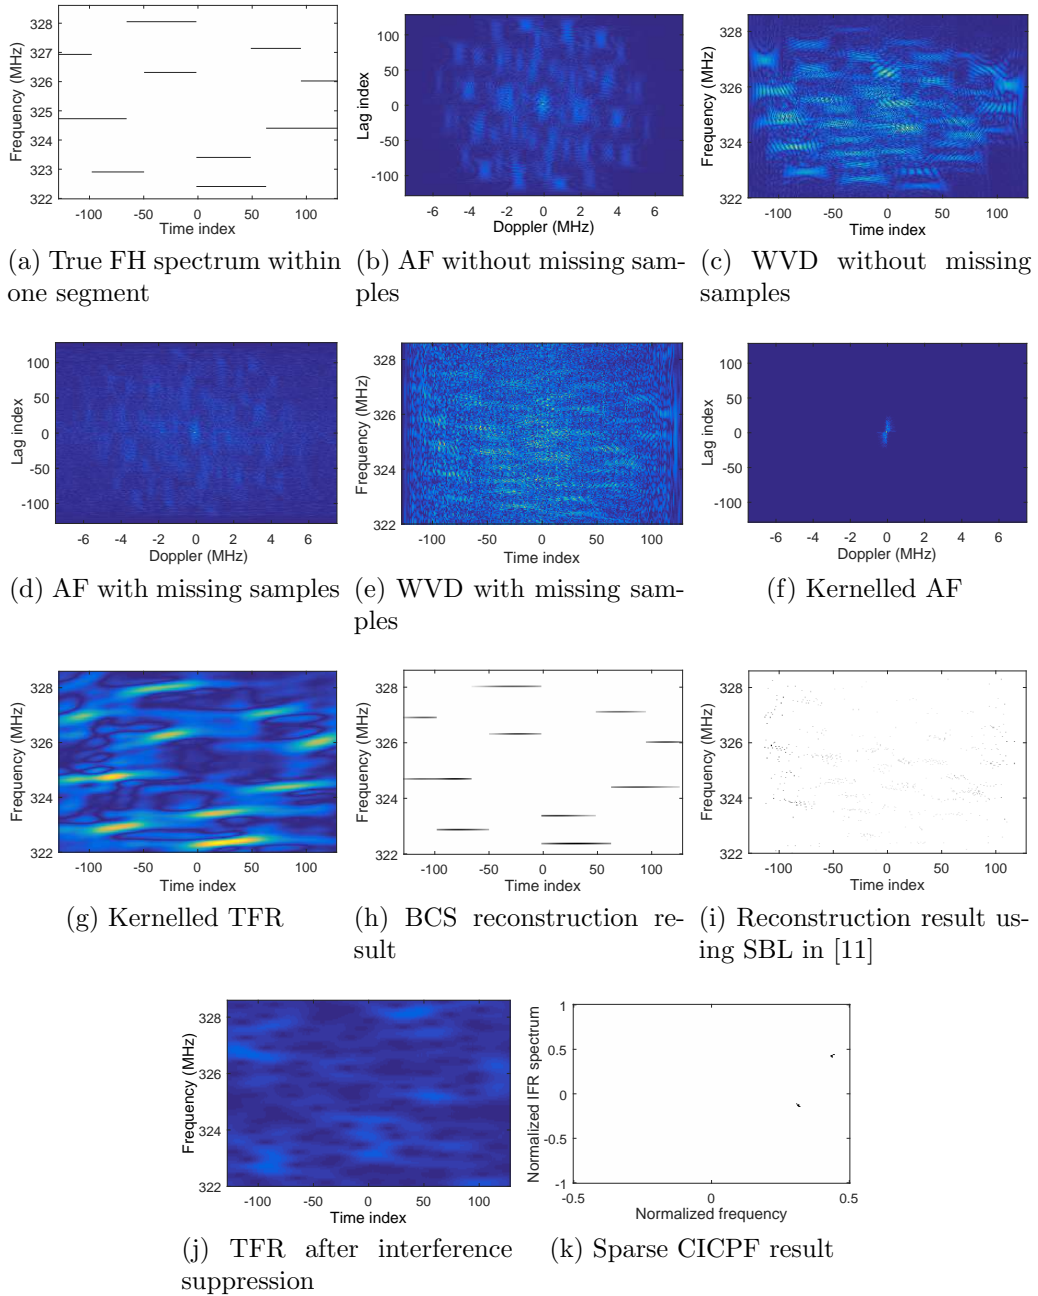 328
327
326
325
324
323
322
-100 -50 0 50 100
Time index
Frequency (MHz)
(a) True FH spectrum within
one segment
100
50
0
-50
-100
-6 -4 -2 0 2 4 6
Doppler (MHz)
Lag index
(b) AF without missing sam-
ples
328
326
324
322
-100 -50 0 50 100
Time index
Frequency (MHz)
(c) WVD without missing
samples
100
50
0
-50
-100
-6 -4 -2 0 2 4 6
Doppler (MHz)
Lag index
(d) AF with missing samples
328
326
324
322
-100 -50 0 50 100
Time index
Frequency (MHz)
(e) WVD with missing sam-
ples
100
50
0
-50
-100
-6 -4 -2 0 2 4 6
Doppler (MHz)
Lag index
(f) Kernelled AF
328
326
324
322
-100 -50 0 50 100
Time index
Frequency (MHz)
(g) Kernelled TFR
328
326
324
322
-100 -50 0 50 100
Time index
Frequency (MHz)
(h) BCS reconstruction re-
sult
328
326
324
322
-100 -50 0 50 100
Time index
Frequency (MHz)
(i) Reconstruction result us-
ing SBL in [11]
328
326
324
322
-100 -50 0 50 100
Time index
Frequency (MHz)
(j) TFR after interference
suppression
1
0.5
0
-0.5
-1
-0.5 0 0.5
Normalized frequency
Normalized IFR spectrum
(k) Sparse CICPF result